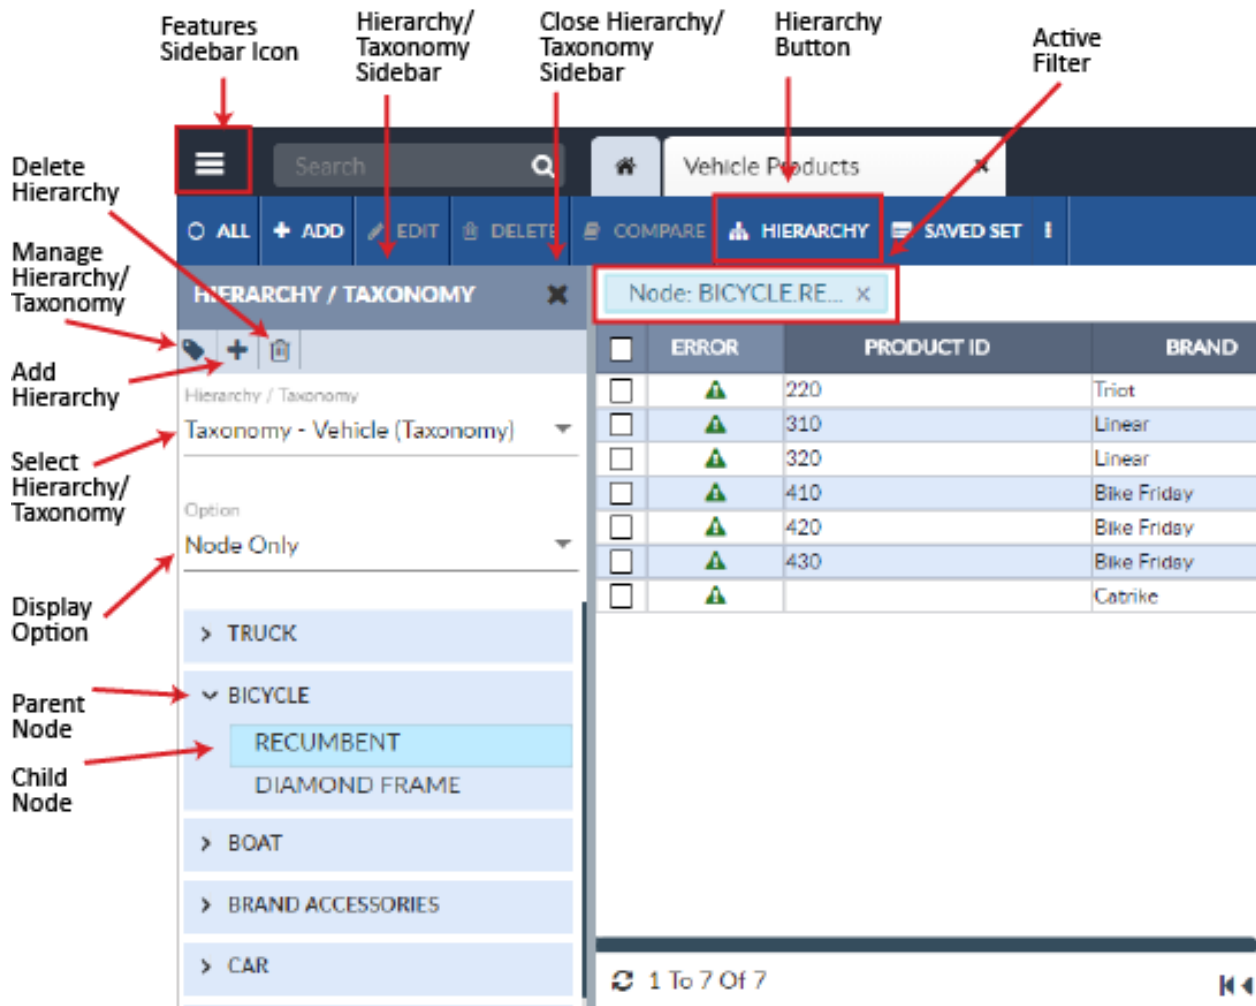 Features
Sidebar Icon
Hierarchy/
Taxonomy
Sidebar
Close Hierarchy/
Taxonomy
Sidebar
Hierarchy
Button
Active
Filter
Delete
Hierarchy
Manage
Hierarchy/
Taxonomy
Add
Hierarchy
Select
Hierarchy/
Taxonomy
Display
Option
Parent
Node
Child
Node
Search
Vehicle Products
ALL ADD EDIT DELETE COMPARE HIERARCHY SAVED SET
HIERARCHY / TAXONOMY
Hierarchy / Taxonomy
Taxonomy - Vehicle (Taxonomy)
Option
Node Only
TRUCK
BICYCLE
RECUMBENT
DIAMOND FRAME
BOAT
BRAND ACCESSORIES
CAR
Node: BICYCLE.RE...
ERROR PRODUCT ID BRAND
220 Triot
310 Linear
320 Linear
410 Bike Friday
420 Bike Friday
430 Bike Friday
Catrike
1 To 7 Of 7